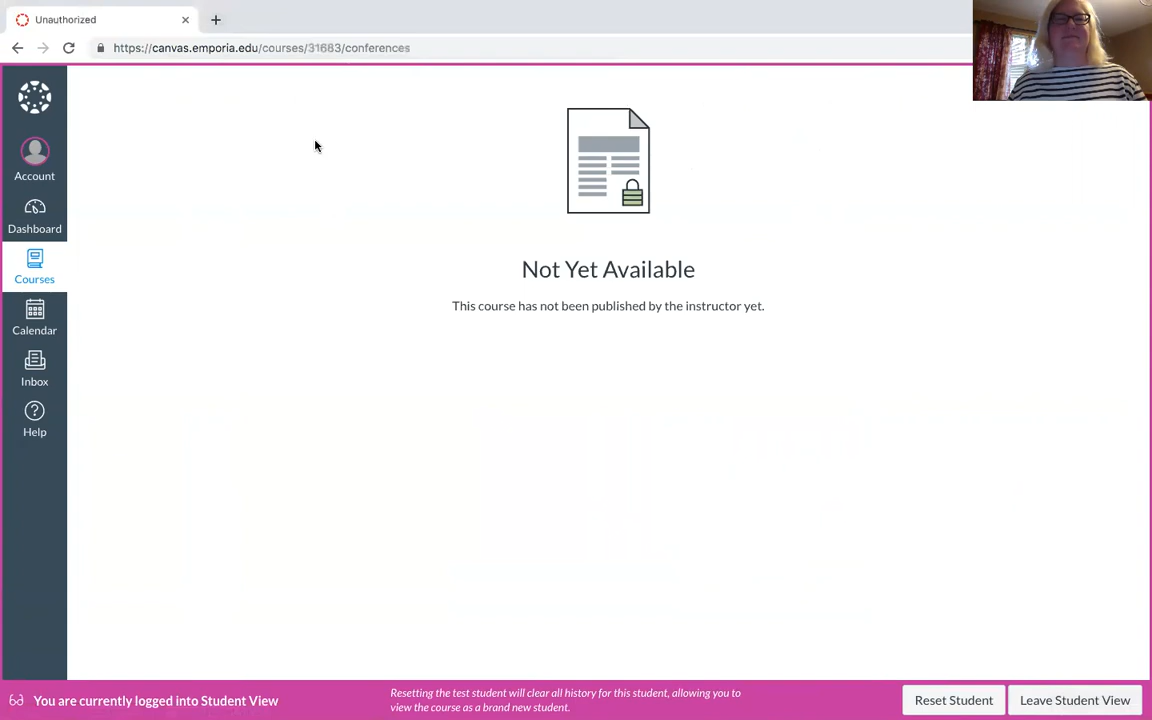 Unauthorized
https://canvas.emporia.edu/courses/31683/conferences
Account
Dashboard
Courses
Calendar
Inbox
Help
Not Yet Available
This course has not been published by the instructor yet.
You are currently logged into Student View
Resetting the test student will clear all history for this student, allowing you to
view the course as a brand new student.
Reset Student
Leave Student View